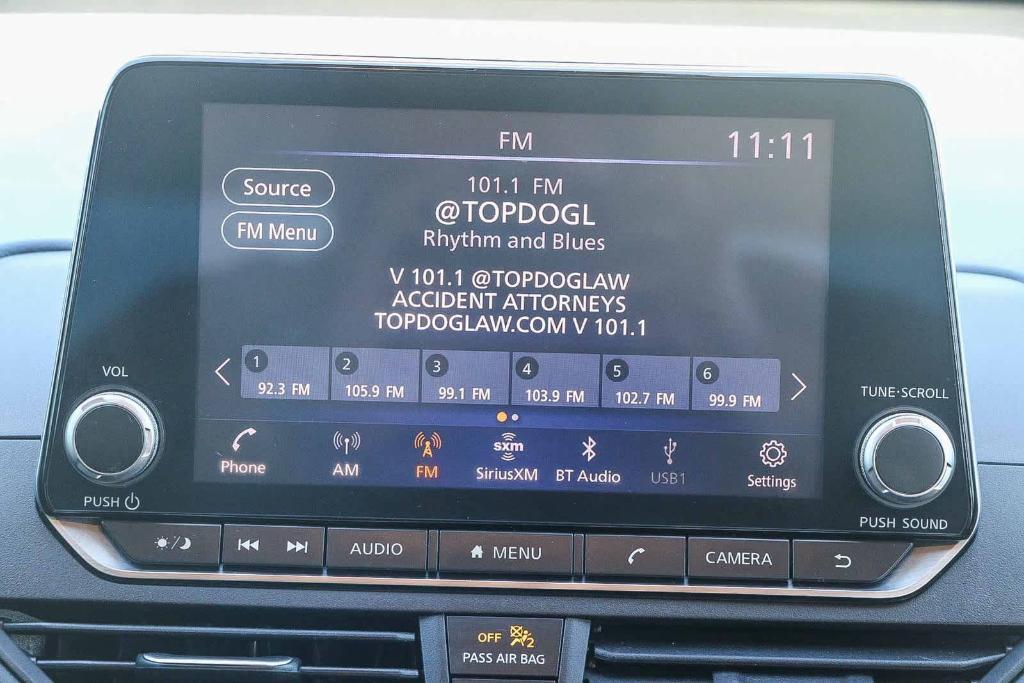 FM
11:11
Source
FM Menu
101.1 FM
@TOPDOGL
Rhythm and Blues
V 101.1 @TOPDOGLAW
ACCIDENT ATTORNEYS
TOPDOGLAW.COM V 101.1
1 2 3 4 5 6
92.3 FM 105.9 FM 99.1 FM 103.9 FM 102.7 FM 99.9 FM
Phone AM FM sxm SiriusXM BT Audio USB1 Settings
VOL
PUSH
TUNE·SCROLL
PUSH SOUND
AUDIO MENU CAMERA
OFF 2
PASS AIR BAG